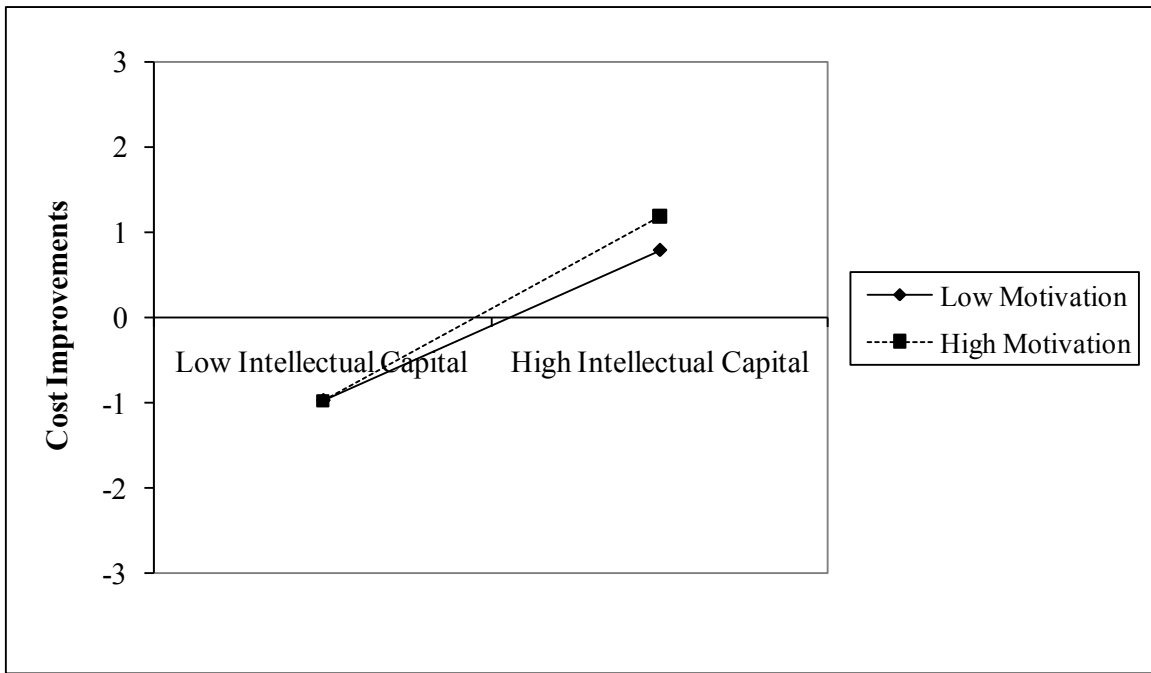 3
2
1
0
-1
-2
-3
Cost Improvements
Low Intellectual Capital
High Intellectual Capital
Low Motivation
High Motivation